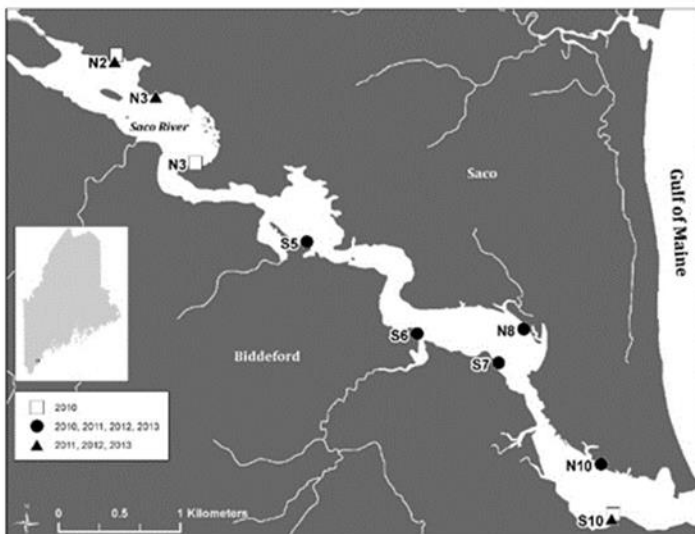 N2
N3
Saco River
N3
Saco
Gulf of Maine
S5
N8
S6
Biddeford
S7
2010
2010, 2011, 2012, 2013
2011, 2012, 2013
N10
0
0.5
1 Kilometers
S10